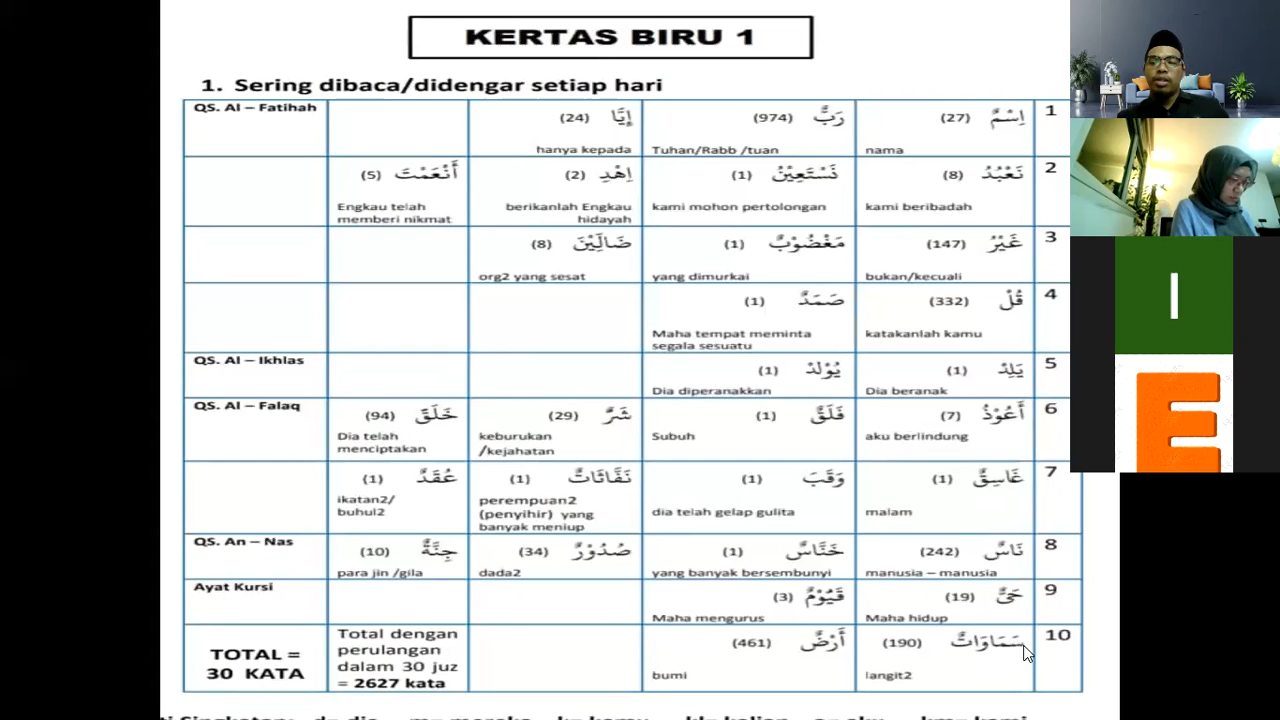 KERTAS BIRU 1
1. Sering dibaca/didengar setiap hari
QS. Al – Fatihah
إِيَّا (24)
hanya kepada
رَبٌّ (974)
Tuhan/Rabb /tuan
اِسْمٌ (27)
nama
1
أَنْعَمْتَ (5)
Engkau telah
memberi nikmat
اِهْدِ (2)
berikanlah Engkau
hidayah
نَسْتَعِيْنُ (1)
kami mohon pertolongan
نَعْبُدُ (8)
kami beribadah
2
ضَالِّيْنَ (8)
org2 yang sesat
مَغْضُوْبٌ (1)
yang dimurkai
غَيْرُ (147)
bukan/kecuali
3
صَمَدٌ (1)
Maha tempat meminta
segala sesuatu
قُلْ (332)
katakanlah kamu
4
QS. Al – Ikhlas
يُوْلَدْ (1)
Dia diperanakkan
يَلِدْ (1)
Dia beranak
5
QS. Al – Falaq
خَلَقَ (94)
Dia telah
menciptakan
شَرٌّ (29)
keburukan
/kejahatan
فَلَقٌ (1)
Subuh
أَعُوْذُ (7)
aku berlindung
6
عُقَدٌ (1)
ikatan2/
buhul2
نَفَّاثَاتٌ (1)
perempuan2
(penyihir) yang
banyak meniup
وَقَبَ (1)
dia telah gelap gulita
غَاسِقٌ (1)
malam
7
QS. An – Nas
جِنَّةٌ (10)
para jin /gila
صُدُوْرٌ (34)
dada2
خَنَّاسٌ (1)
yang banyak bersembunyi
نَاسٌ (242)
manusia – manusia
8
Ayat Kursi
قَيُّوْمٌ (3)
Maha mengurus
حَيٌّ (19)
Maha hidup
9
TOTAL =
30 KATA
Total dengan
perulangan
dalam 30 juz
= 2627 kata
أَرْضٌ (461)
bumi
سَمَاوَاتٌ (190)
langit2
10
I
E